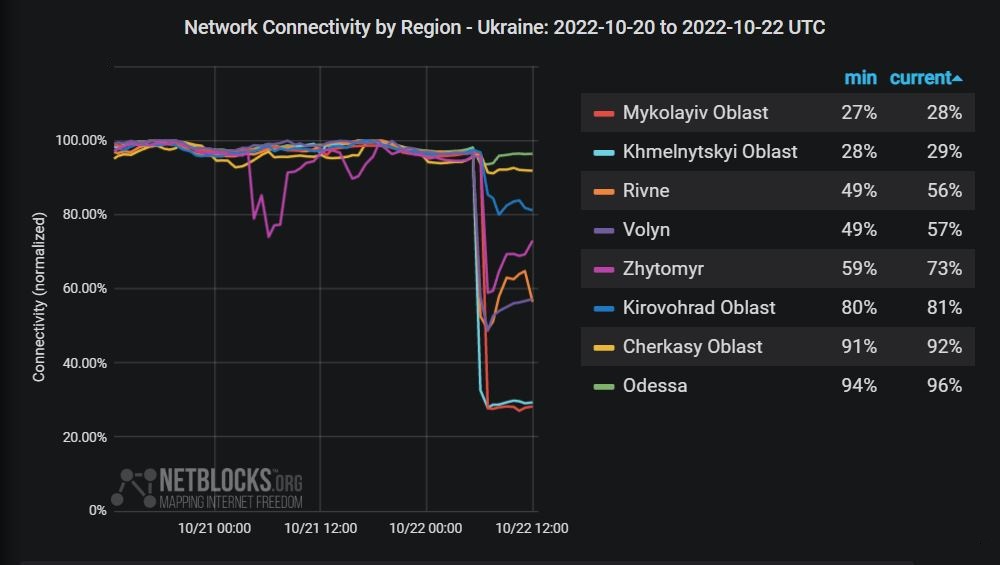 Network Connectivity by Region - Ukraine: 2022-10-20 to 2022-10-22 UTC
min current
Mykolayiv Oblast 27% 28%
Khmelnytskyi Oblast 28% 29%
Rivne 49% 56%
Volyn 49% 57%
Zhytomyr 59% 73%
Kirovohrad Oblast 80% 81%
Cherkasy Oblast 91% 92%
Odessa 94% 96%
Connectivity (normalized)
100.00%
80.00%
60.00%
40.00%
20.00%
0%
10/21 00:00 10/21 12:00 10/22 00:00 10/22 12:00
NETBLOCKS™.ORG
MAPPING INTERNET FREEDOM